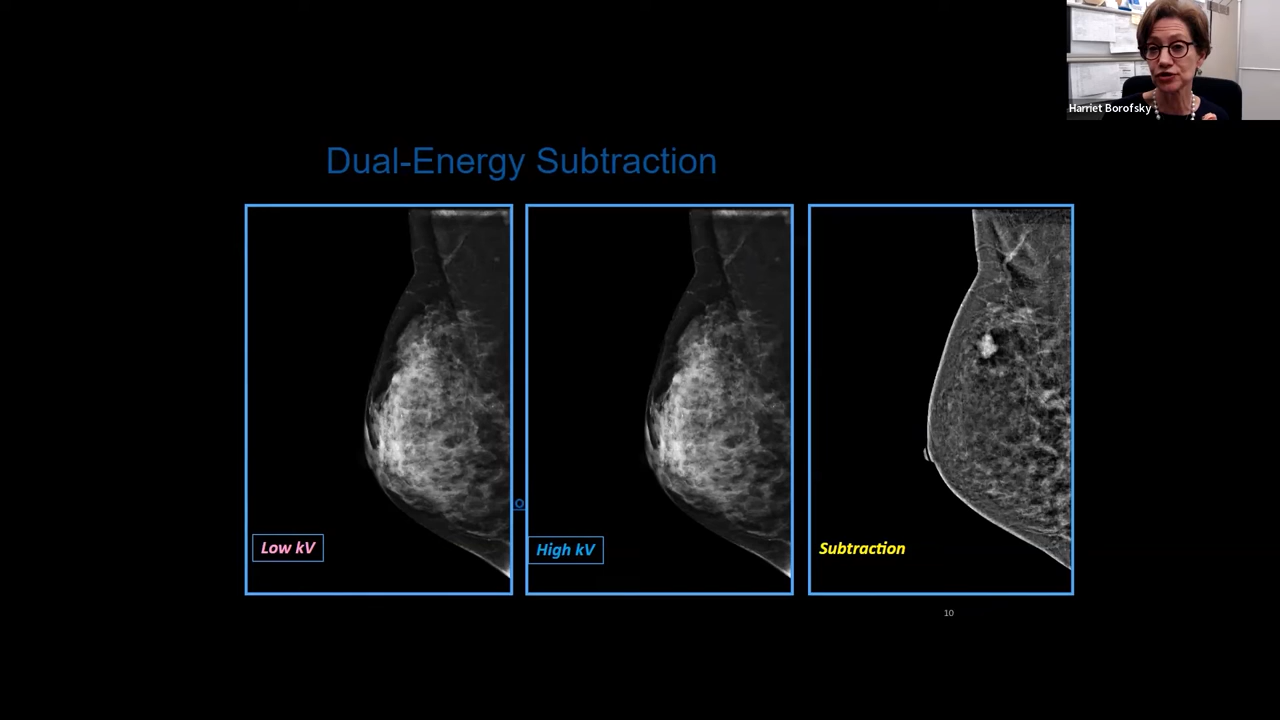 Harriet Borofsky
Dual-Energy Subtraction
o
Low kV
High kV
Subtraction
10